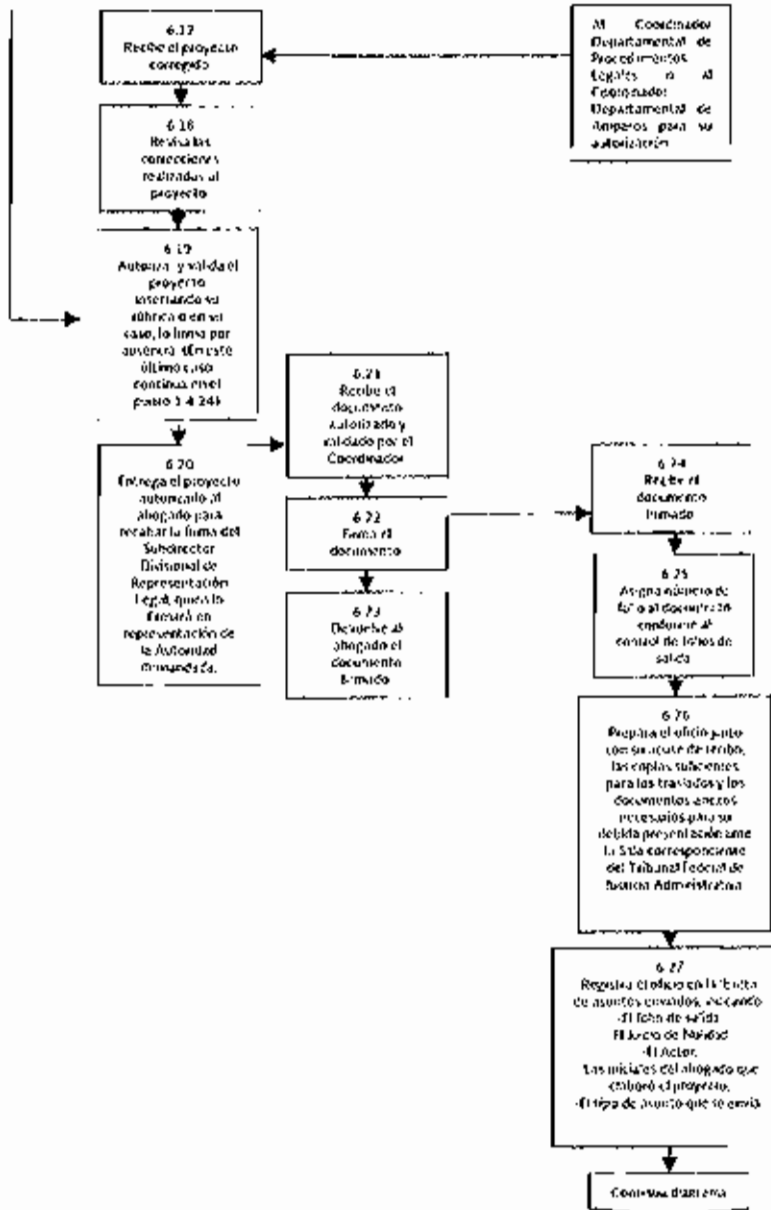 6.17
Recibe el proyecto
corregido
Al Coordinador
Departamental de
Procedimientos
Legales o al
Coordinador
Departamental de
Amparos para su
autorización
6.18
Revisa las
correcciones
realizadas al
proyecto
6.19
Autoriza y valida el
proyecto
insertando su
rúbrica o en su
caso, lo firma por
ausencia. (En este
último caso
continúa en el
6.20
Entrega el proyecto
autorizado al
abogado para
recabar la firma del
Subdirector
Divisional de
Representación
Legal, quien lo
firmará en
representación de
la Autoridad
demandada.
6.21
Recibe el
documento
autorizado y
validado por el
Coordinador
6.22
Firma el
documento
6.23
Devuelve al
abogado el
documento
firmado
6.24
Recibe el
documento
firmado
6.25
Asigna número de
folio al documento
conforme al
control de folios de
salida
6.26
Prepara el oficio junto
con su acuse de recibo,
las copias suficientes
para los traslados y los
documentos anexos
necesarios para su
debida presentación ante
la Sala correspondiente
del Tribunal Federal de
Justicia Administrativa
6.27
Registra el oficio en la libreta
de asuntos enviados, indicando
-El folio de salida
El Juicio de Nulidad
-El Actor.
Las iniciales del abogado que
elaboró el proyecto.
-El tipo de asunto que se envía
Continúa diagrama